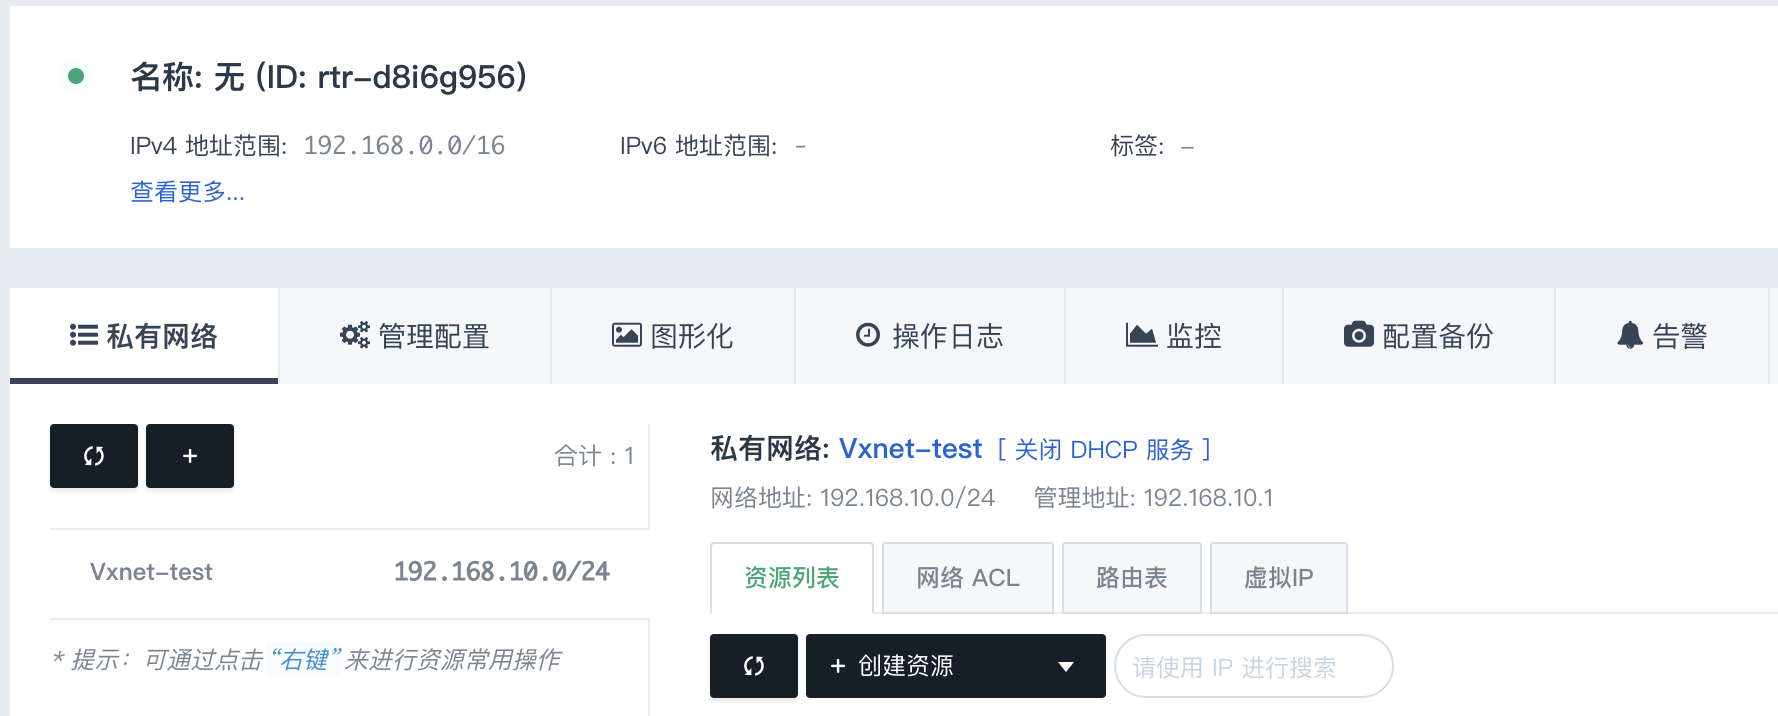 名称: 无 (ID: rtr-d8i6g956)
IPv4 地址范围: 192.168.0.0/16 IPv6 地址范围: - 标签: -
查看更多...
私有网络 管理配置 图形化 操作日志 监控 配置备份 告警
合计 : 1
Vxnet-test 192.168.10.0/24
* 提示：可通过点击“右键”来进行资源常用操作
私有网络: Vxnet-test [ 关闭 DHCP 服务 ]
网络地址: 192.168.10.0/24 管理地址: 192.168.10.1
资源列表 网络 ACL 路由表 虚拟IP
+ 创建资源 请使用 IP 进行搜索